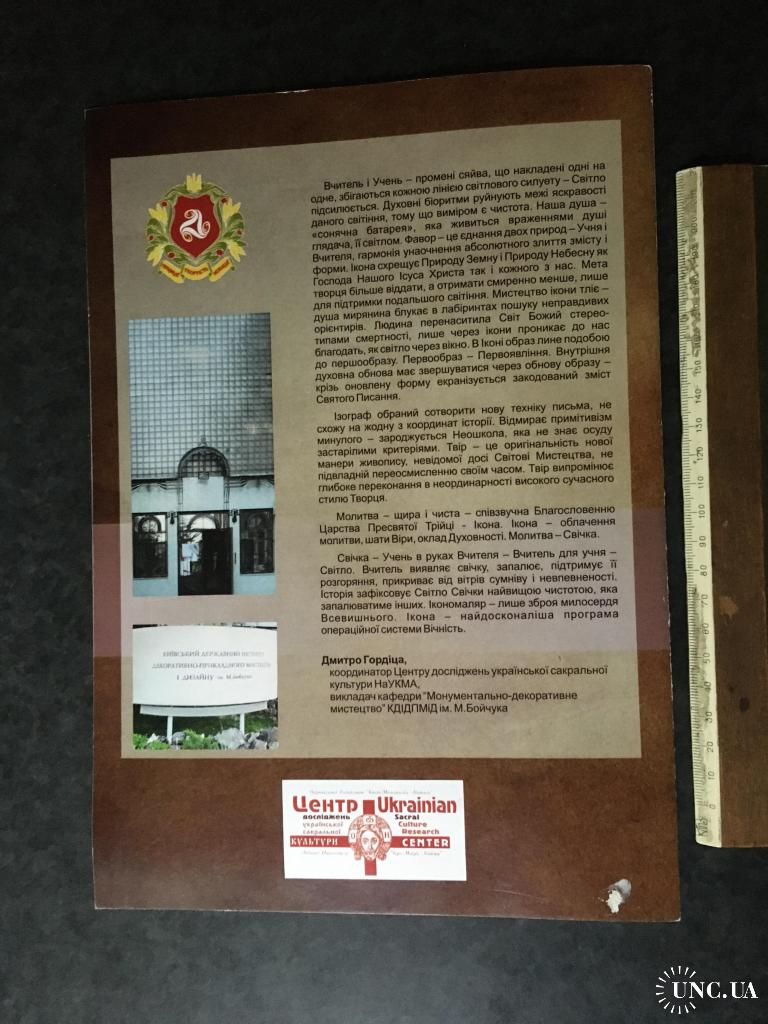 Вчитель і Учень – промені сяйва, що накладені одні на
одне, збігаються кожною лінією світлового силуету – Світло
підсилюється. Духовні біоритми руйнують межі яскравості
даного світіння, тому що виміром є чистота. Наша душа –
«сонячна батарея», яка живиться враженнями душі
глядача, її світлом. Фавор – це єднання двох природ – Учня і
Вчителя, гармонія унаочнення абсолютного злиття змісту і
форми. Ікона схрещує Природу Земну і Природу Небесну як
Господа Нашого Ісуса Христа так і кожного з нас. Мета
творця більше віддати, а отримати смиренно менше, лише
для підтримки подальшого світіння. Мистецтво ікони тліє –
душа мирянина блукає в лабіринтах пошуку неправдивих
орієнтирів. Людина перенаситила Світ Божий стерео-
типами смертності, лише через ікони проникає до нас
благодать, як світло через вікно. В Іконі образ лине подобою
до першообразу. Первообраз – Первоявління. Внутрішня
духовна обнова має звершуватися через обнову образу –
крізь оновлену форму екранізується закодований зміст
Святого Писання.
Ізограф обраний сотворити нову техніку письма, не
схожу на жодну з координат історії. Відмирає примітивізм
минулого – зароджується Неошкола, яка не знає осуду
застарілими критеріями. Твір – це оригінальність нової
манери живопису, невідомої досі Світові Мистецтва, не
підвладній переосмисленню своїм часом. Твір випромінює
глибоке переконання в неординарності високого сучасного
стилю Творця.
Молитва – щира і чиста – співзвучна Благословенню
Царства Пресвятої Трійці - Ікона. Ікона – облачення
молитви, шати Віри, оклад Духовності. Молитва – Свічка.
Свічка – Учень в руках Вчителя – Вчитель для учня –
Світло. Вчитель виявляє свічку, запалює, підтримує її
розгоряння, прикриває від вітрів сумніву і невпевненості.
Історія зафіксовує Світло Свічки найвищою чистотою, яка
запалюватиме інших. Ікономаляр – лише зброя милосердя
Всевишнього. Ікона – найдосконаліша програма
операційної системи Вічність.
Дмитро Гордіца,
координатор Центру досліджень української сакральної
культури НаУКМА,
викладач кафедри "Монументально-декоративне
мистецтво" КДІДПМіД ім. М.Бойчука
КИЇВСЬКИЙ ДЕРЖАВНИЙ ІНСТИТУТ
ДЕКОРАТИВНО-ПРИКЛАДНОГО МИСТЕЦТВА
І ДИЗАЙНУ ім. М.Бойчука
Центр Ukrainian
досліджень Sacral
української Culture
сакральної Research
КУЛЬТУРИ CENTER
UNC.UA